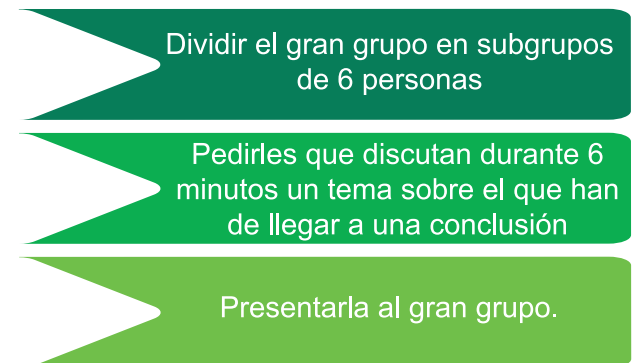 Dividir el gran grupo en subgrupos
de 6 personas
Pedirles que discutan durante 6
minutos un tema sobre el que han
de llegar a una conclusión
Presentarla al gran grupo.